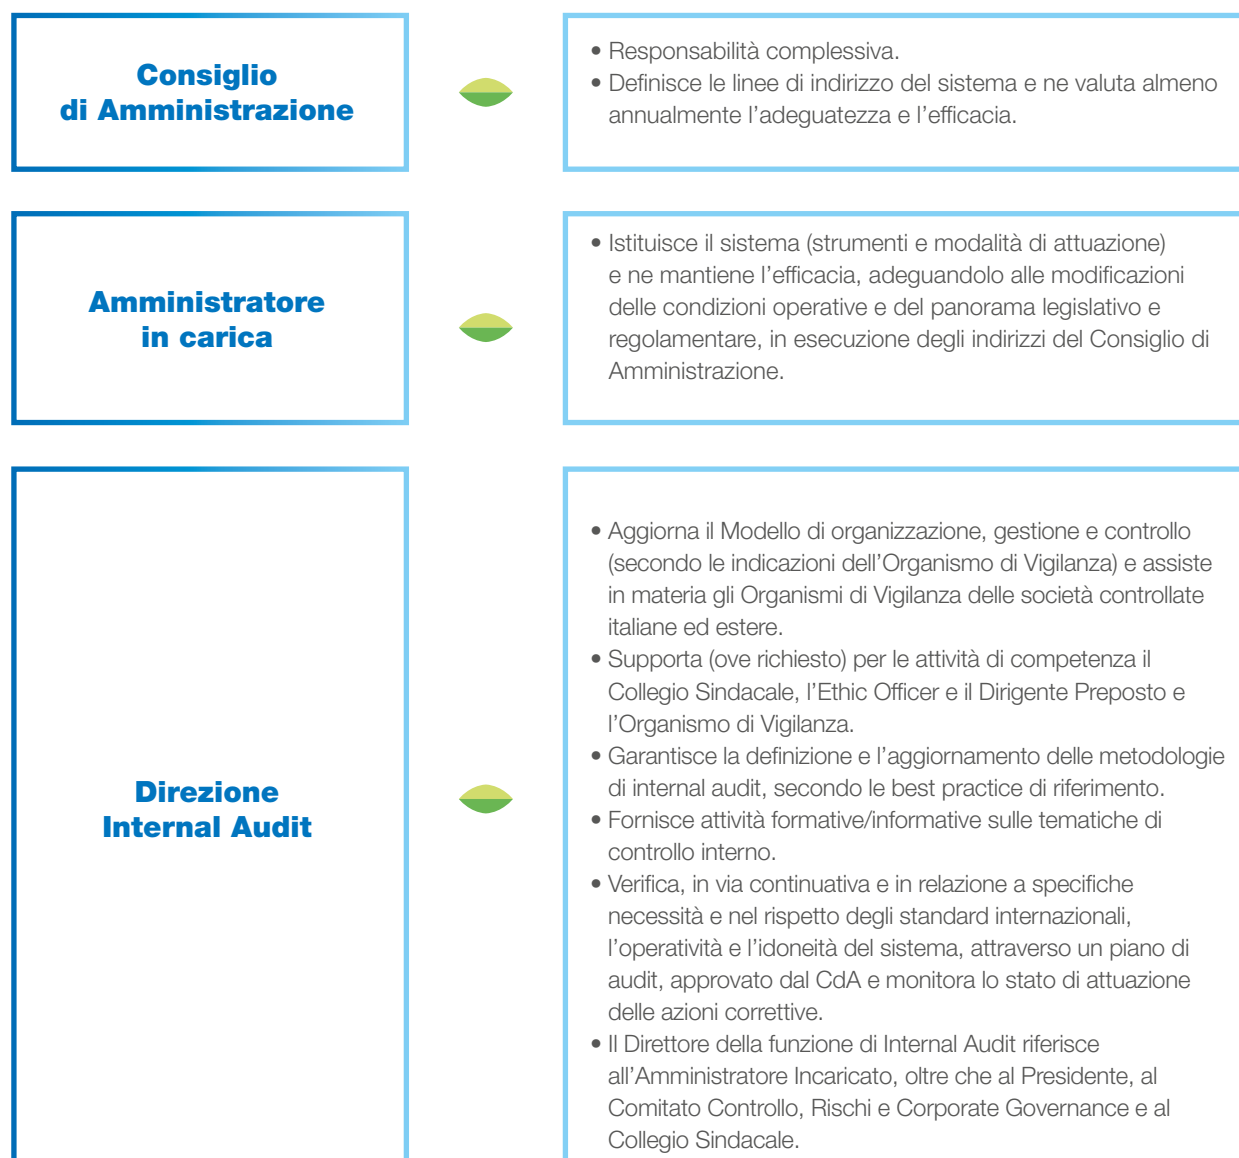 Consiglio
di Amministrazione
• Responsabilità complessiva.
• Definisce le linee di indirizzo del sistema e ne valuta almeno
annualmente l’adeguatezza e l’efficacia.
Amministratore
in carica
• Istituisce il sistema (strumenti e modalità di attuazione)
e ne mantiene l’efficacia, adeguandolo alle modificazioni
delle condizioni operative e del panorama legislativo e
regolamentare, in esecuzione degli indirizzi del Consiglio di
Amministrazione.
Direzione
Internal Audit
• Aggiorna il Modello di organizzazione, gestione e controllo
(secondo le indicazioni dell’Organismo di Vigilanza) e assiste
in materia gli Organismi di Vigilanza delle società controllate
italiane ed estere.
• Supporta (ove richiesto) per le attività di competenza il
Collegio Sindacale, l’Ethic Officer e il Dirigente Preposto e
l’Organismo di Vigilanza.
• Garantisce la definizione e l’aggiornamento delle metodologie
di internal audit, secondo le best practice di riferimento.
• Fornisce attività formative/informative sulle tematiche di
controllo interno.
• Verifica, in via continuativa e in relazione a specifiche
necessità e nel rispetto degli standard internazionali,
l’operatività e l’idoneità del sistema, attraverso un piano di
audit, approvato dal CdA e monitora lo stato di attuazione
delle azioni correttive.
• Il Direttore della funzione di Internal Audit riferisce
all’Amministratore Incaricato, oltre che al Presidente, al
Comitato Controllo, Rischi e Corporate Governance e al
Collegio Sindacale.